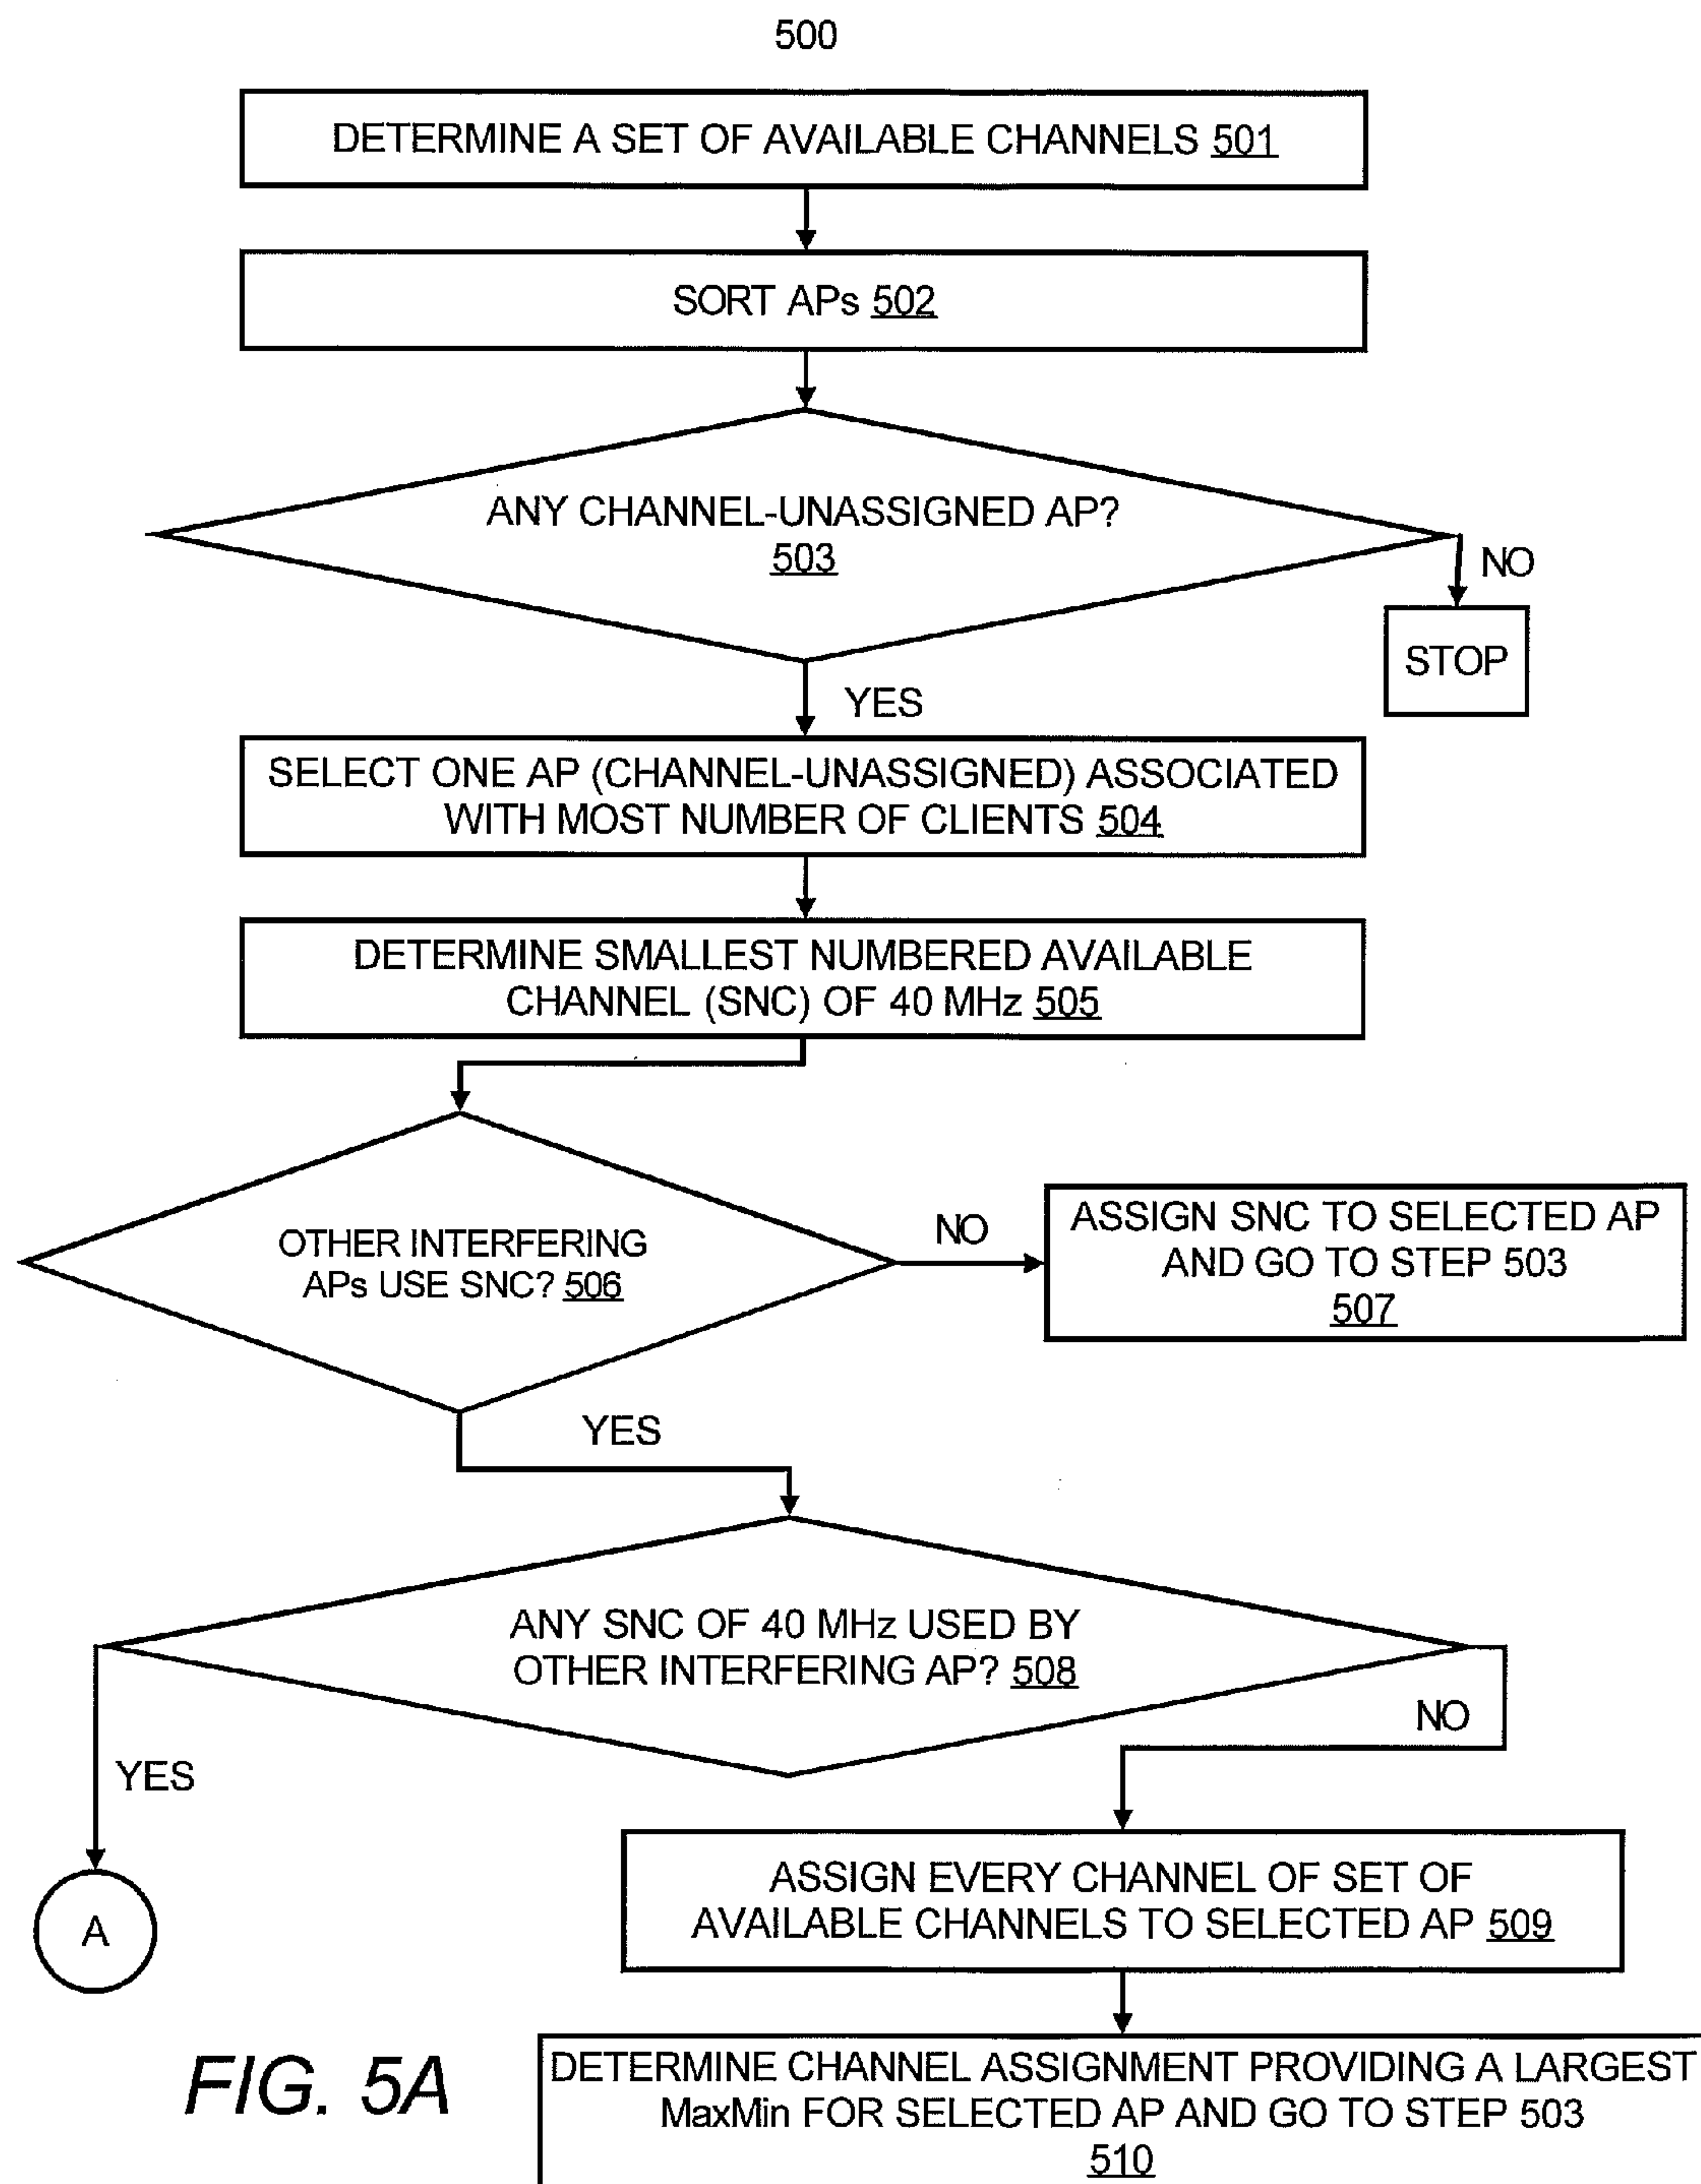 500
DETERMINE A SET OF AVAILABLE CHANNELS 501
SORT APs 502
ANY CHANNEL-UNASSIGNED AP?
503
NO
STOP
YES
SELECT ONE AP (CHANNEL-UNASSIGNED) ASSOCIATED
WITH MOST NUMBER OF CLIENTS 504
DETERMINE SMALLEST NUMBERED AVAILABLE
CHANNEL (SNC) OF 40 MHz 505
OTHER INTERFERING
APs USE SNC? 506
NO
ASSIGN SNC TO SELECTED AP
AND GO TO STEP 503
507
YES
ANY SNC OF 40 MHz USED BY
OTHER INTERFERING AP? 508
NO
YES
A
ASSIGN EVERY CHANNEL OF SET OF
AVAILABLE CHANNELS TO SELECTED AP 509
DETERMINE CHANNEL ASSIGNMENT PROVIDING A LARGEST
MaxMin FOR SELECTED AP AND GO TO STEP 503
510
FIG. 5A